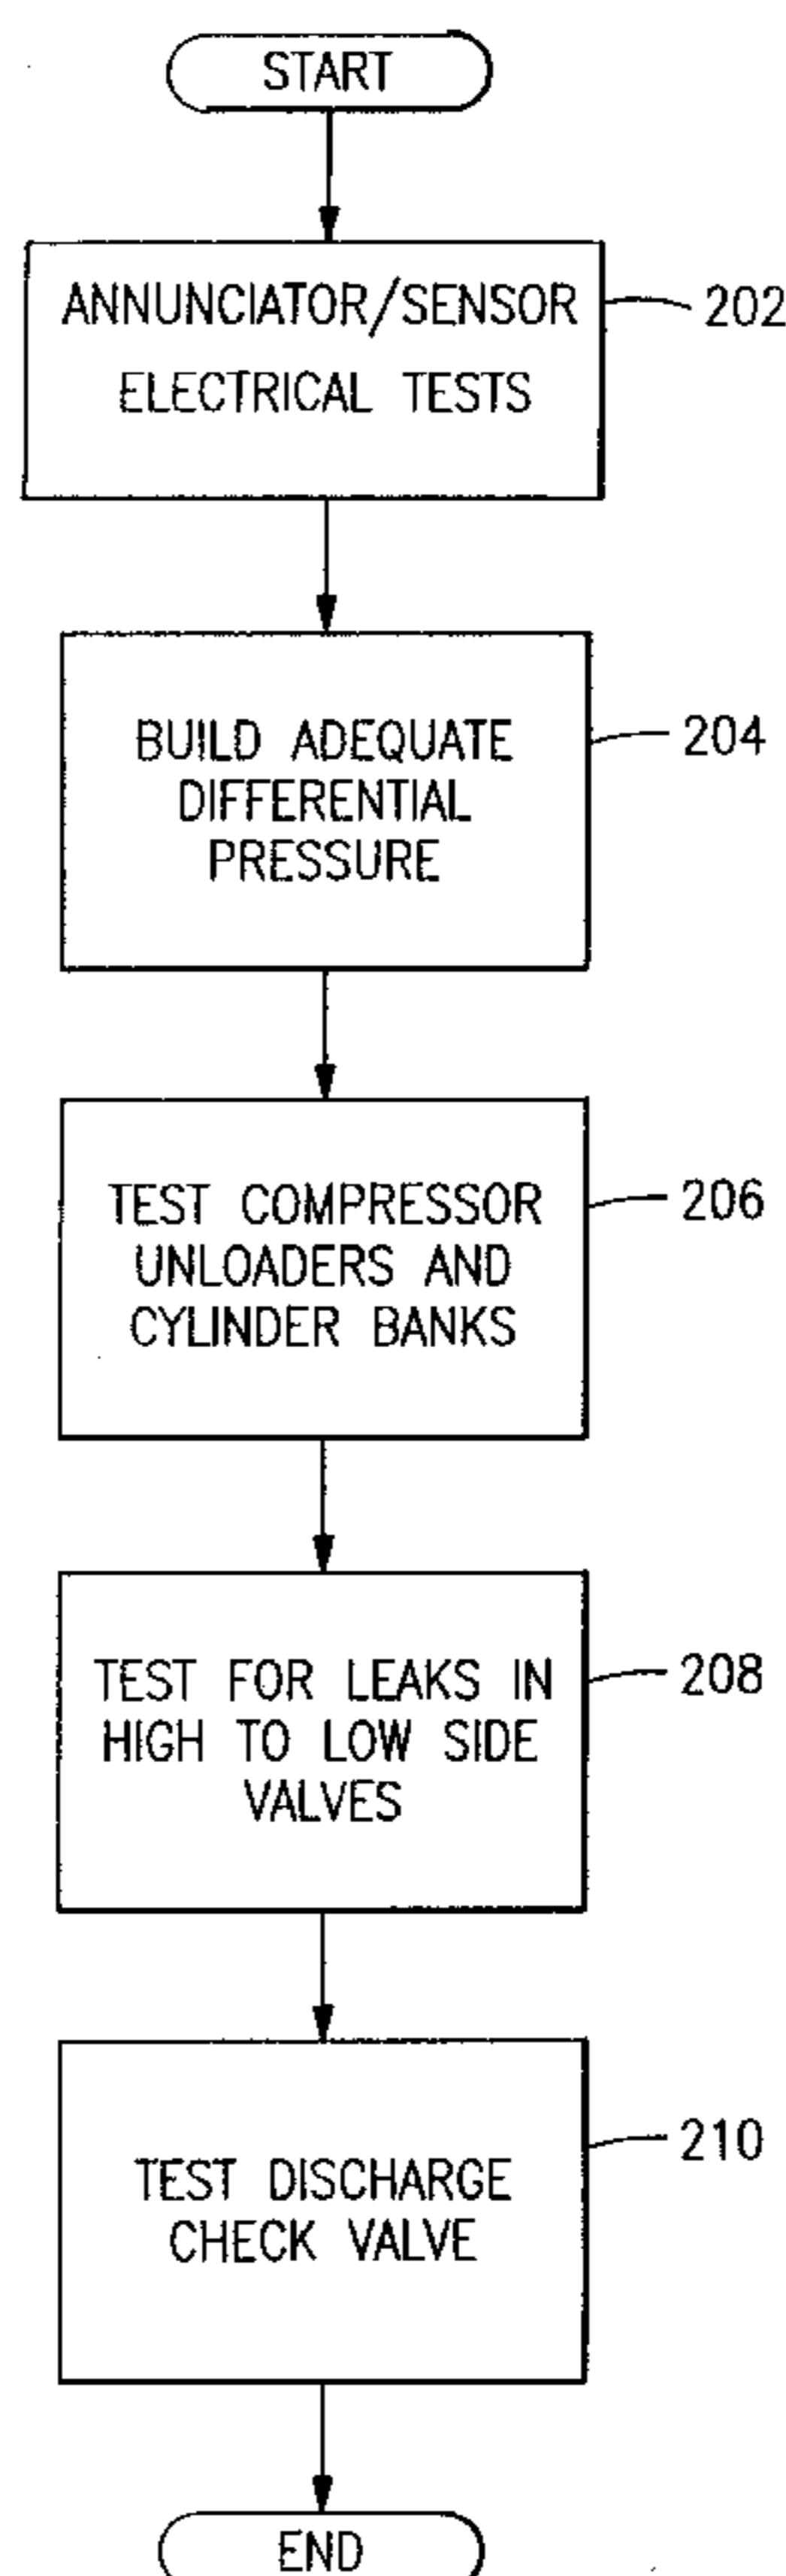 START
ANNUNCIATOR/SENSOR
ELECTRICAL TESTS
202
BUILD ADEQUATE
DIFFERENTIAL
PRESSURE
204
TEST COMPRESSOR
UNLOADERS AND
CYLINDER BANKS
206
TEST FOR LEAKS IN
HIGH TO LOW SIDE
VALVES
208
TEST DISCHARGE
CHECK VALVE
210
END